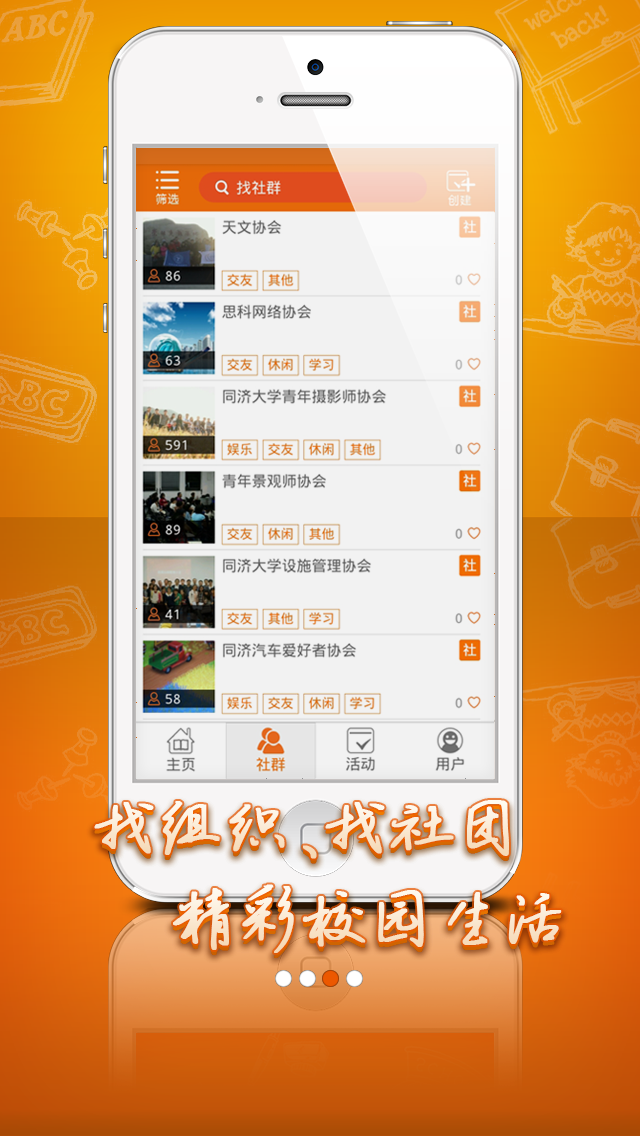 ABC
welcome
back!
筛选
找社群
创建
天文协会
社
86
交友 其他
0
思科网络协会
社
63
交友 休闲 学习
0
同济大学青年摄影师协会
社
591
娱乐 交友 休闲 其他
0
青年景观师协会
社
89
交友 休闲 其他
0
同济大学设施管理协会
社
41
交友 其他 学习
0
同济汽车爱好者协会
社
58
娱乐 交友 休闲 学习
0
主页 社群 活动 用户
ABC
ABC
找组织、找社团
精彩校园生活